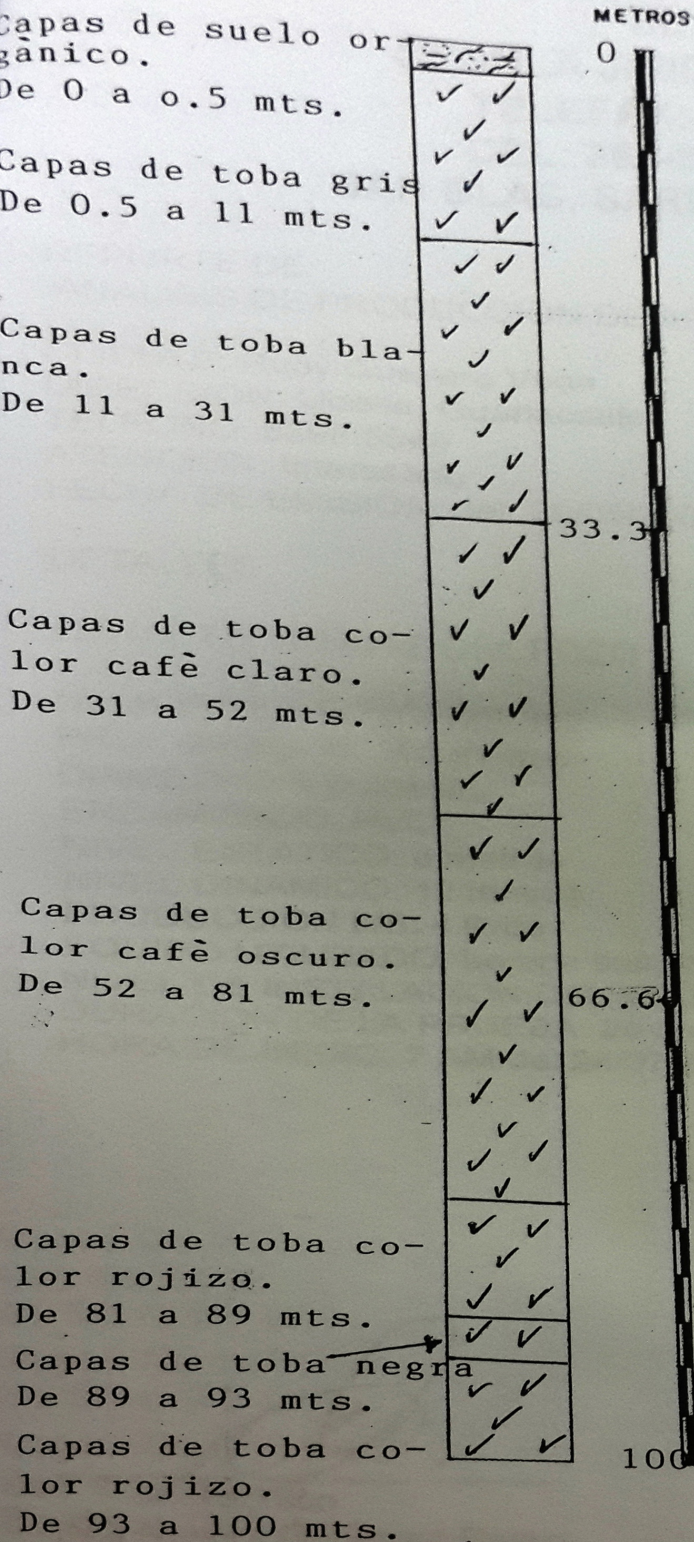 Capas de suelo or-
gànico.
De 0 a o.5 mts.
METROS
0
Capas de toba gris
De 0.5 a 11 mts.
Capas de toba bla-
nca.
De 11 a 31 mts.
33.3
Capas de toba co-
lor cafè claro.
De 31 a 52 mts.
Capas de toba co-
lor cafè oscuro.
De 52 a 81 mts.
66.6
Capas de toba co-
lor rojizo.
De 81 a 89 mts.
Capas de toba negra
De 89 a 93 mts.
Capas de toba co-
lor rojizo.
De 93 a 100 mts.
100